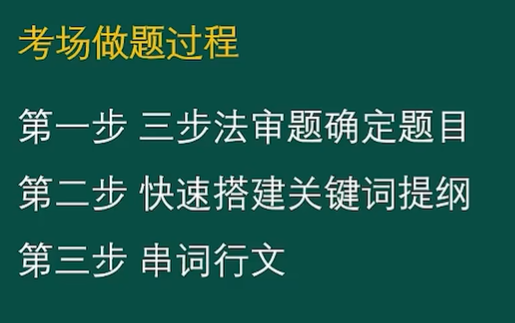 考场做题过程
第一步 三步法审题确定题目
第二步 快速搭建关键词提纲
第三步 串词行文